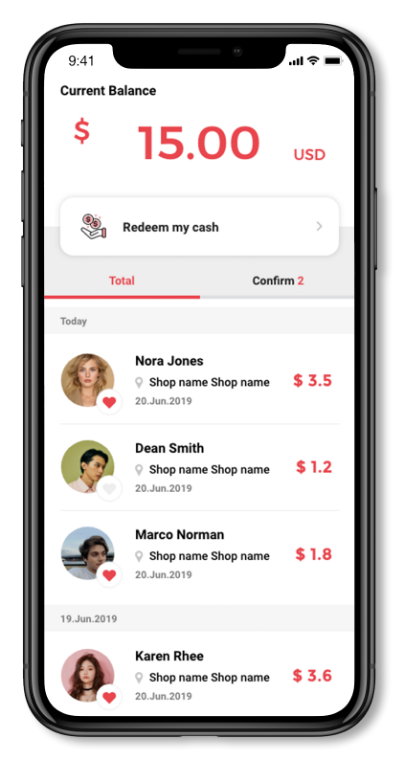 9:41
Current Balance
$ 15.00 USD
Redeem my cash
Total Confirm 2
Today
Nora Jones
Shop name Shop name $ 3.5
20.Jun.2019
Dean Smith
Shop name Shop name $ 1.2
20.Jun.2019
Marco Norman
Shop name Shop name $ 1.8
20.Jun.2019
19.Jun.2019
Karen Rhee
Shop name Shop name $ 3.6
20.Jun.2019